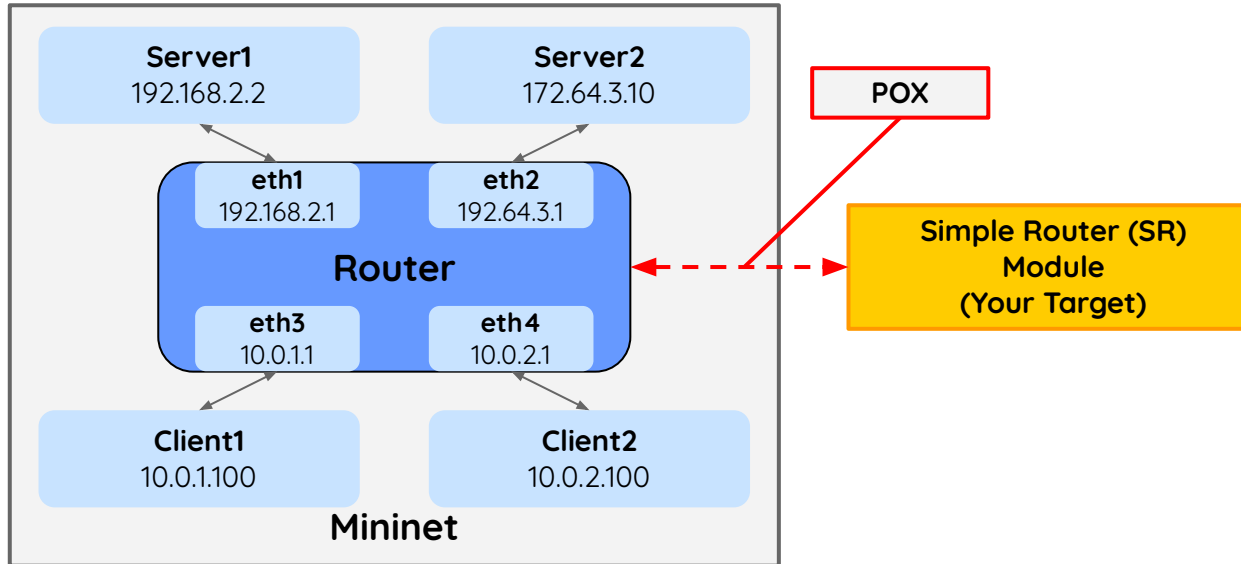 Server1
192.168.2.2
Server2
172.64.3.10
POX
eth1
192.168.2.1
eth2
192.64.3.1
Router
Simple Router (SR)
Module
(Your Target)
eth3
10.0.1.1
eth4
10.0.2.1
Client1
10.0.1.100
Client2
10.0.2.100
Mininet